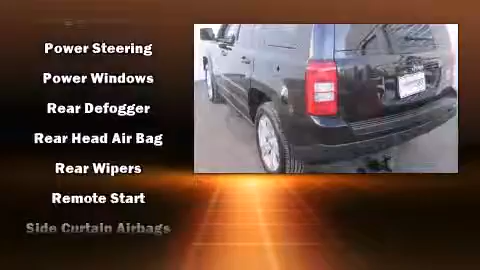 Power Steering
Power Windows
Rear Defogger
Rear Head Air Bag
Rear Wipers
Remote Start
Side Curtain Airbags